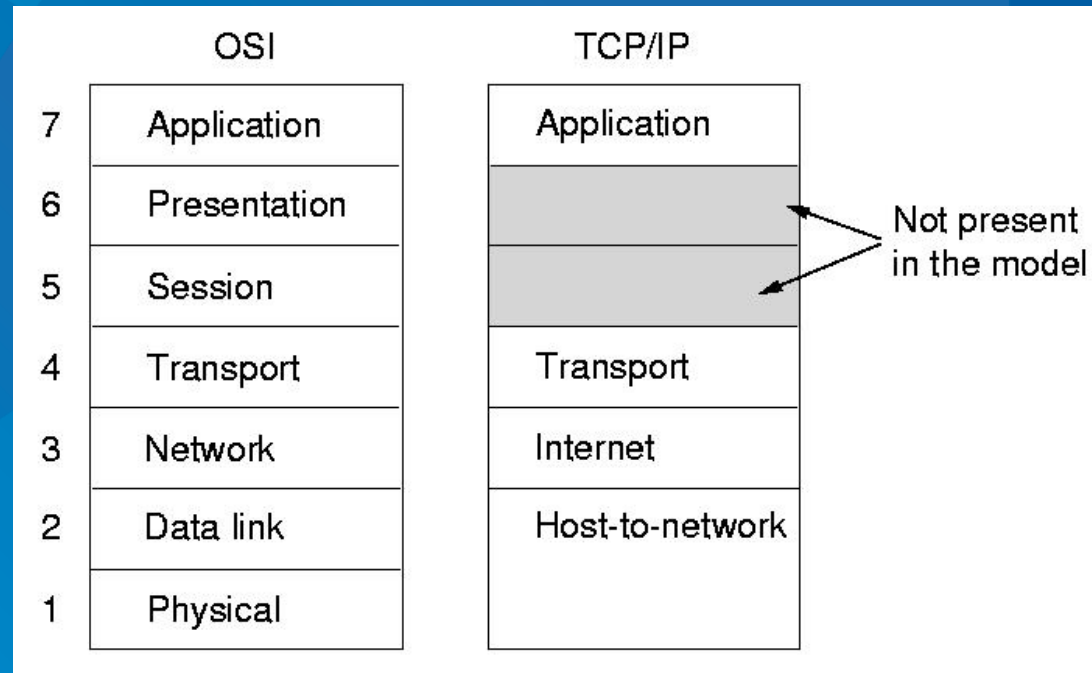 OSI TCP/IP
7 Application Application
6 Presentation
Not present
in the model
5 Session
4 Transport Transport
3 Network Internet
2 Data link Host-to-network
1 Physical